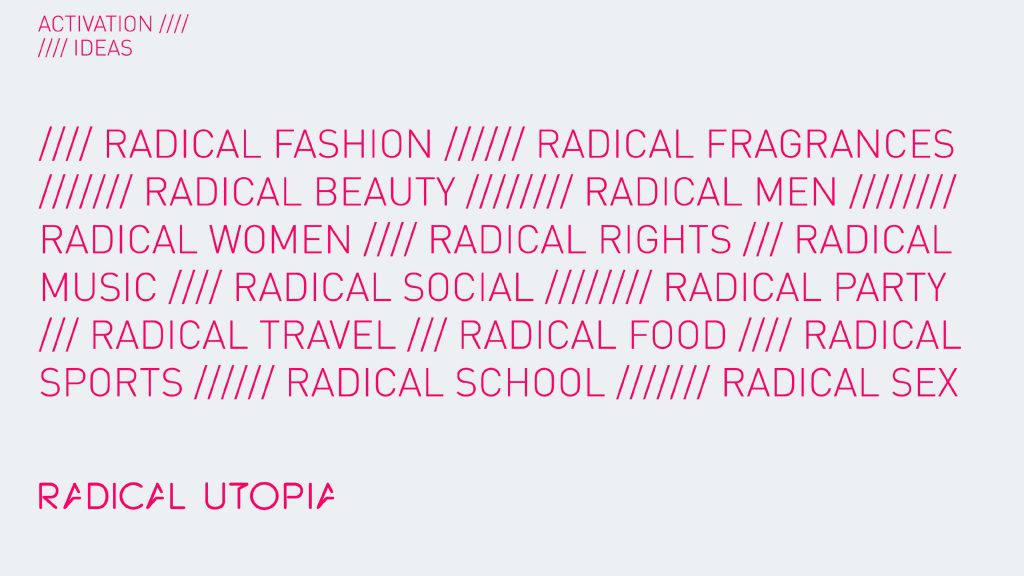 ACTIVATION ////
//// IDEAS
//// RADICAL FASHION ////// RADICAL FRAGRANCES
/////// RADICAL BEAUTY //////// RADICAL MEN ////////
RADICAL WOMEN //// RADICAL RIGHTS /// RADICAL
MUSIC //// RADICAL SOCIAL //////// RADICAL PARTY
/// RADICAL TRAVEL /// RADICAL FOOD //// RADICAL
SPORTS ////// RADICAL SCHOOL /////// RADICAL SEX
RADICAL UTOPIA